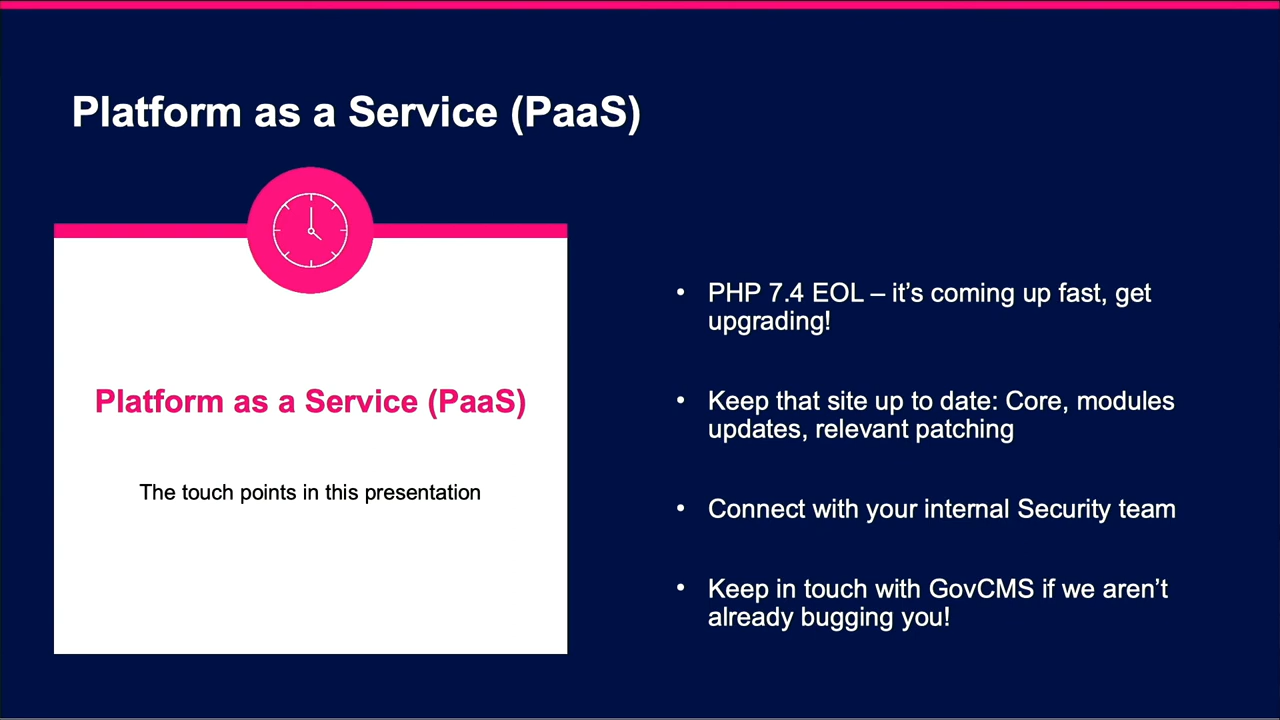 Platform as a Service (PaaS)
Platform as a Service (PaaS)
The touch points in this presentation
• PHP 7.4 EOL – it’s coming up fast, get
upgrading!
• Keep that site up to date: Core, modules
updates, relevant patching
• Connect with your internal Security team
• Keep in touch with GovCMS if we aren’t
already bugging you!